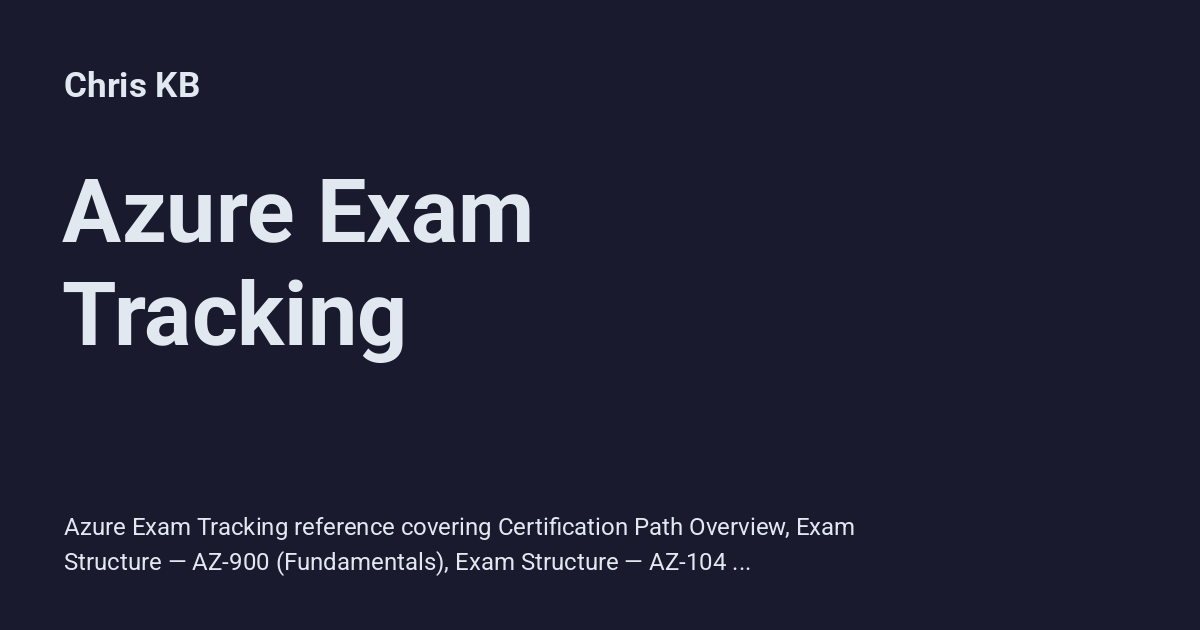 Chris KB
Azure Exam
Tracking
Azure Exam Tracking reference covering Certification Path Overview, Exam
Structure — AZ-900 (Fundamentals), Exam Structure — AZ-104 ...